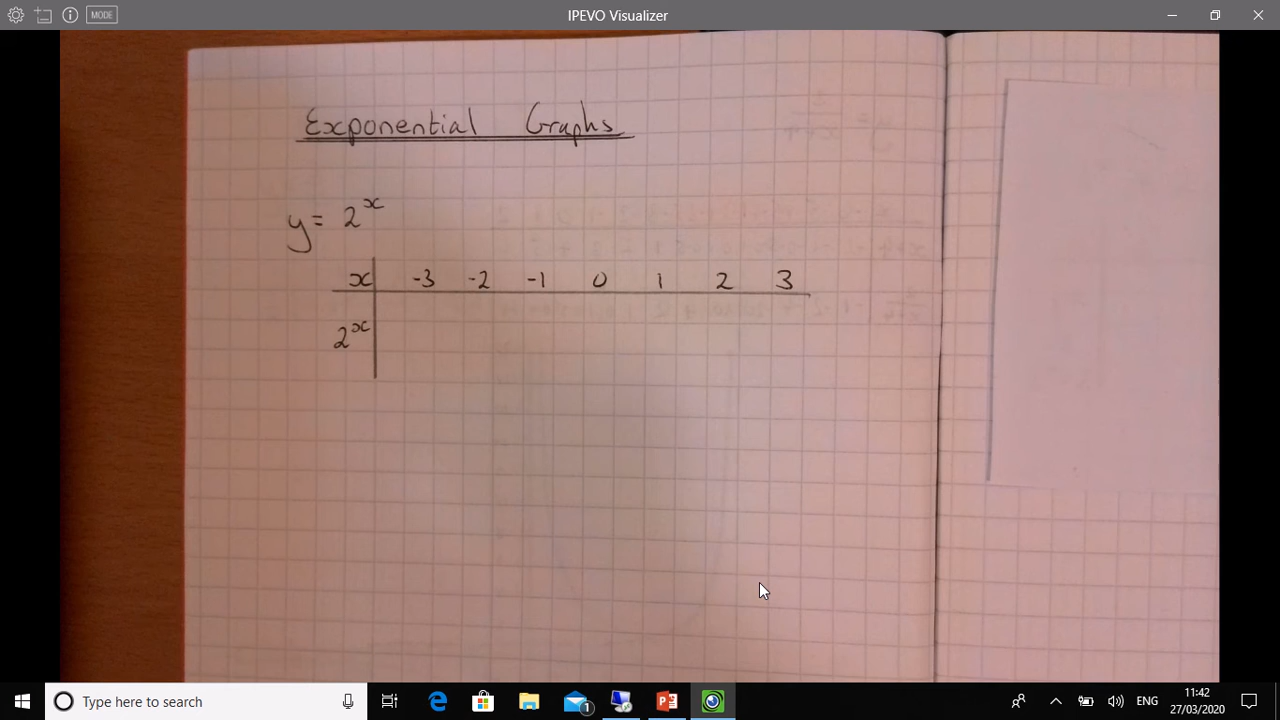 MODE
IPEVO Visualizer
Exponential Graphs
y = 2^x
x -3 -2 -1 0 1 2 3
2^x
Type here to search
1
ENG
11:42
27/03/2020